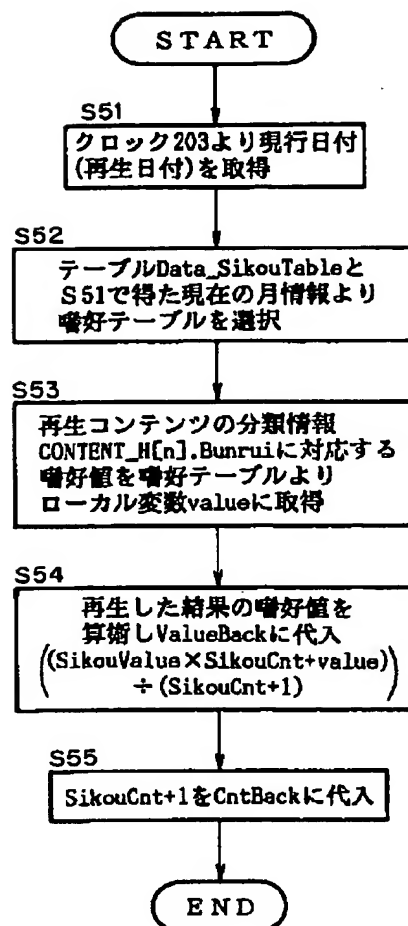 START
S51
クロック203より現行日付
(再生日付)を取得
S52
テーブルData_SikouTableと
S51で得た現在の月情報より
嗜好テーブルを選択
S53
再生コンテンツの分類情報
CONTENT_H[n].Bunruiに対応する
嗜好値を嗜好テーブルより
ローカル変数valueに取得
S54
再生した結果の嗜好値を
算術しValueBackに代入
((SikouValue×SikouCnt+value))
÷(SikouCnt+1)
S55
SikouCnt+1をCntBackに代入
END